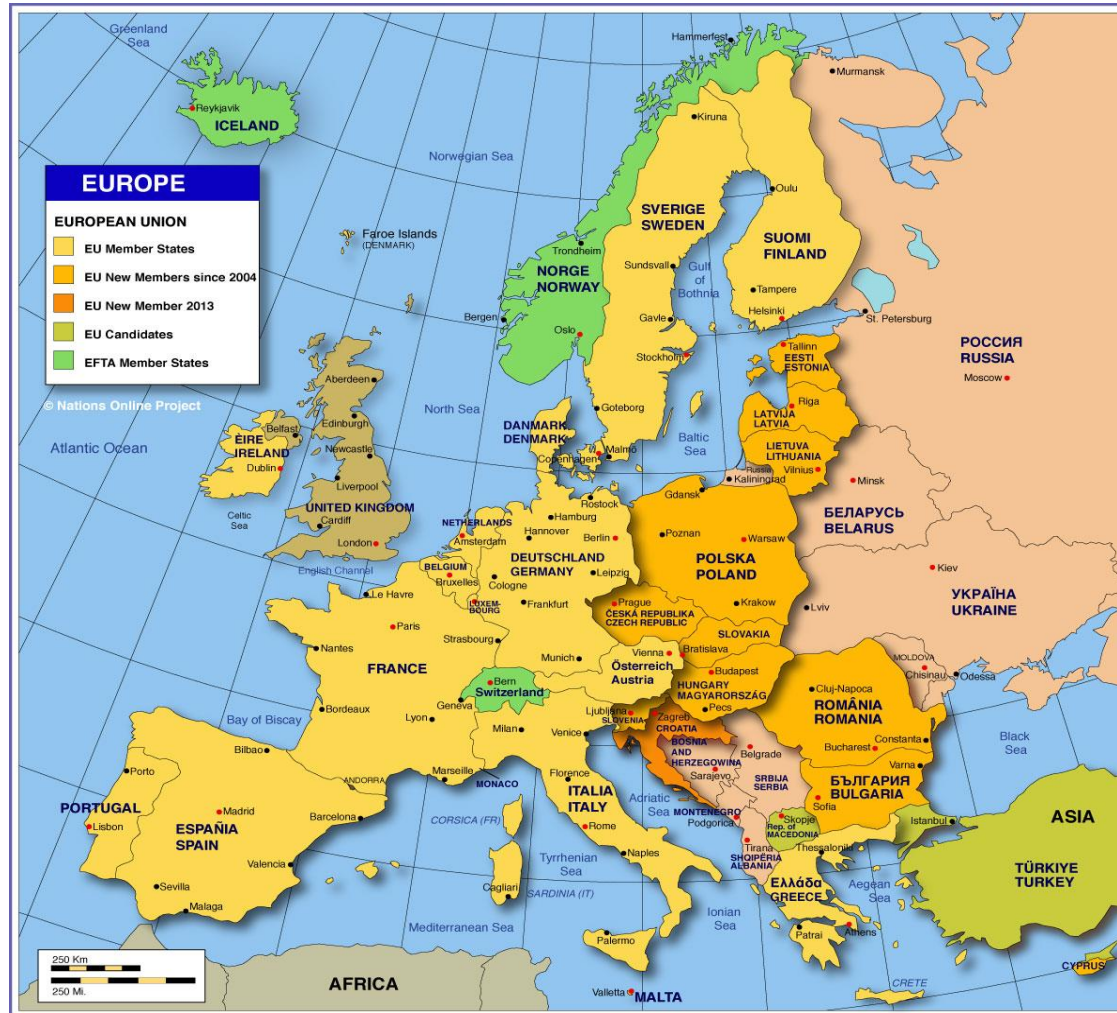 Greenland
Sea
Hammerfest
Murmansk
Reykjavik
ICELAND
Kiruna
Norwegian Sea
EUROPE
EUROPEAN UNION
EU Member States
EU New Members since 2004
EU New Member 2013
EU Candidates
EFTA Member States
© Nations Online Project
Oulu
SVERIGE
SWEDEN
SUOMI
FINLAND
Faroe Islands
(DENMARK)
Trondheim
NORGE
NORWAY
Sundsvall
Gulf
of
Bothnia
Tampere
Helsinki
Bergen
Gavle
St. Petersburg
Oslo
Stockholm
Tallinn
EESTI
ESTONIA
РОССИЯ
RUSSIA
Moscow
Aberdeen
North Sea
Goteborg
Riga
LATVIJA
LATVIA
Edinburgh
Atlantic Ocean
Belfast
ÉIRE
IRELAND
Dublin
Newcastle
DANMARK
DENMARK
Copenhagen
Malmö
Baltic
Sea
LIETUVA
LITHUANIA
Vilnius
Russia
Kaliningrad
Minsk
Liverpool
Celtic
Sea
UNITED KINGDOM
Cardiff
London
English Channel
NETHERLANDS
Amsterdam
Rostock
Hamburg
Hannover
Berlin
Gdansk
БЕЛАРУСЬ
BELARUS
Poznan
Warsaw
POLSKA
POLAND
BELGIUM
Bruxelles
DEUTSCHLAND
GERMANY
Cologne
Leipzig
Kiev
УКРАЇНА
UKRAINE
Le Havre
LUXEM-
BOURG
Frankfurt
Prague
ČESKÁ REPUBLIKA
CZECH REPUBLIC
Krakow
Lviv
Paris
Strasbourg
SLOVAKIA
Nantes
Munich
Vienna
Bratislava
FRANCE
Österreich
Austria
Budapest
HUNGARY
MAGYARORSZÁG
MOLDOVA
Chisinau
Odessa
Bern
Switzerland
Geneva
Pecs
Cluj-Napoca
ROMÂNIA
ROMANIA
Bordeaux
Bay of Biscay
Lyon
Milan
Venice
Ljubljana
SLOVENIA
Zagreb
CROATIA
BOSNIA
AND
HERZEGOWINA
Sarajevo
Belgrade
SRBIJA
SERBIA
Bucharest
Constanta
Black
Sea
Bilbao
Porto
ANDORRA
Marseille
MONACO
Florence
ITALIA
ITALY
Adriatic
Sea
Varna
БЪЛГАРИЯ
BULGARIA
Sofia
PORTUGAL
Lisbon
Madrid
ESPAÑIA
SPAIN
Barcelona
CORSICA (FR)
Rome
MONTENEGRO
Podgorica
Skopje
Rep. of
MACEDONIA
Istanbul
ASIA
Valencia
Tyrrhenian
Sea
Naples
Tirana
SHQIPËRIA
ALBANIA
Thessaloniki
TÜRKIYE
TURKEY
Sevilla
Malaga
Cagliari
SARDINIA (IT)
Ελλάδα
GREECE
Aegean
Sea
Mediterranean Sea
Ionian
Sea
Palermo
Patrai
Athens
250 Km
250 Mi.
AFRICA
Valletta
MALTA
CRETE
CYPRUS